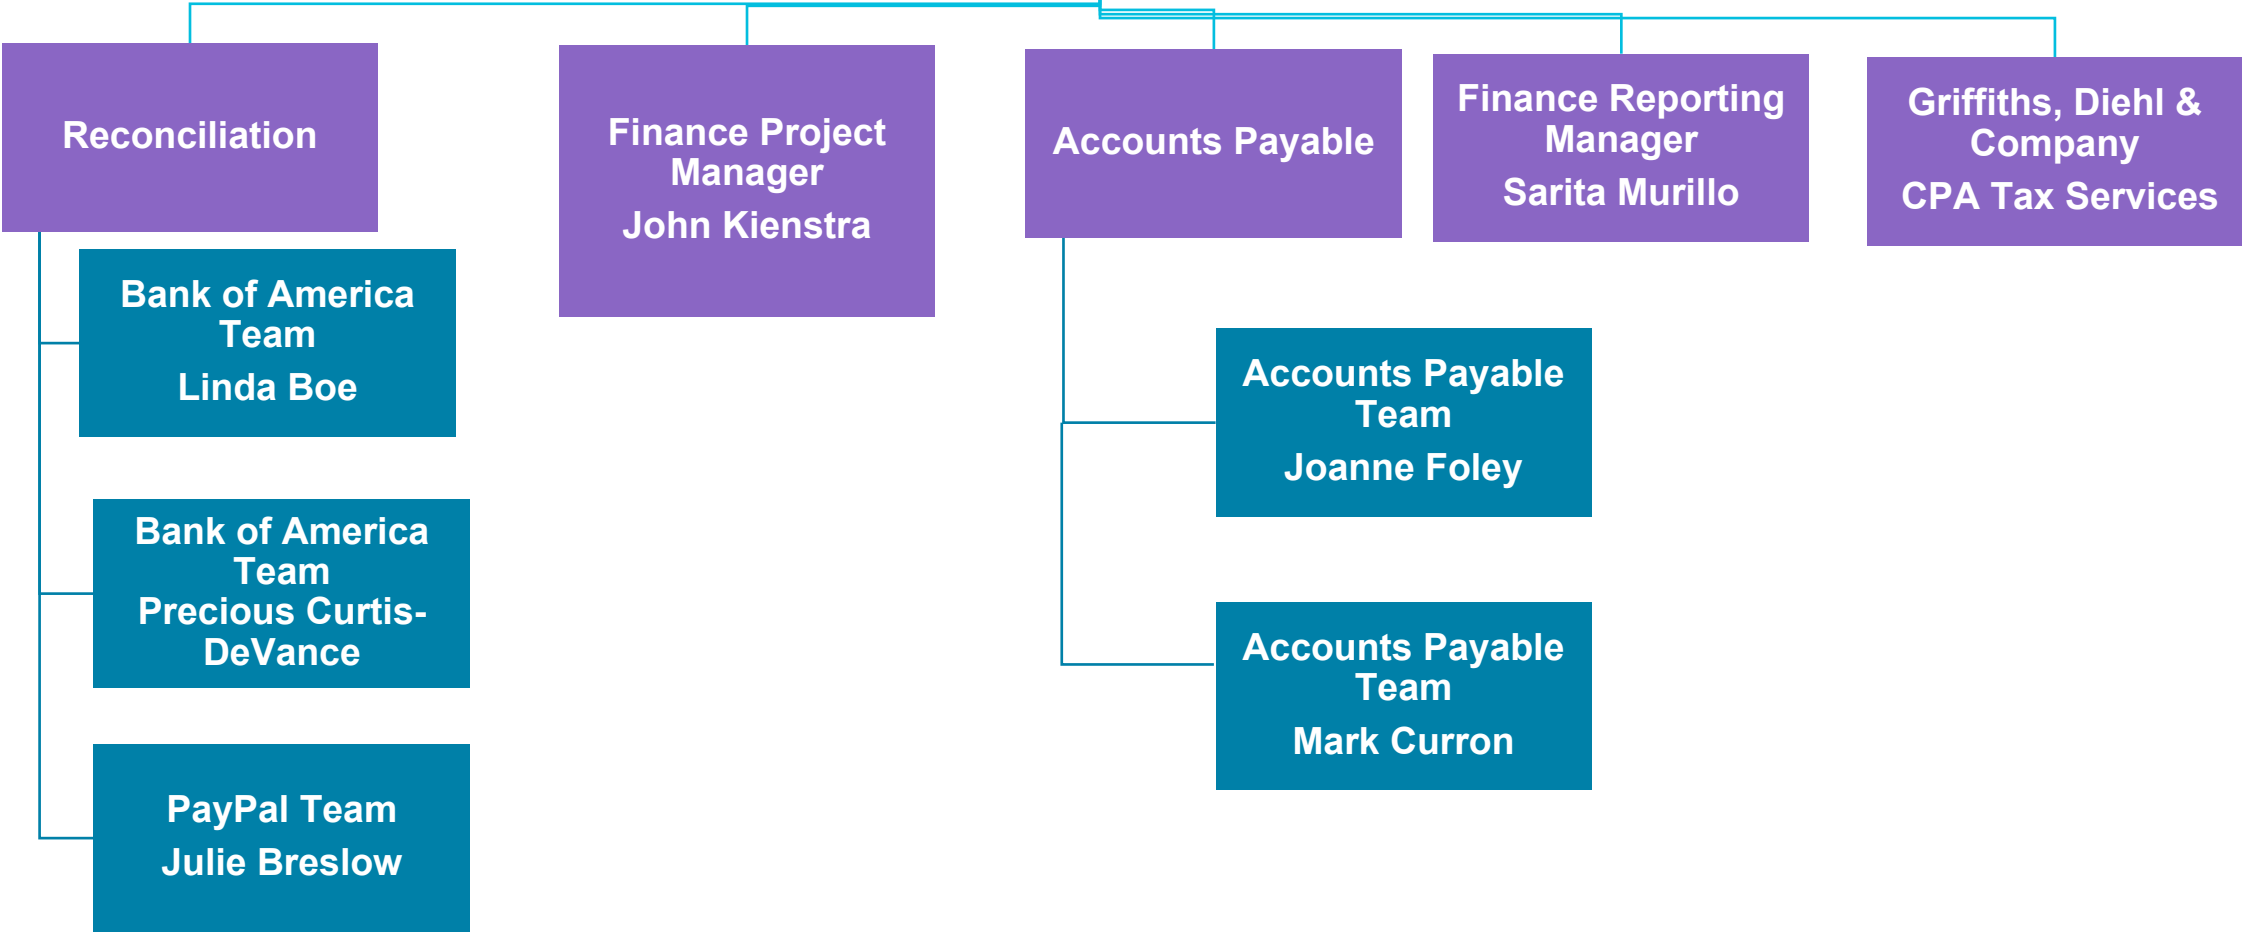 Reconciliation
Finance Project
Manager
John Kienstra
Accounts Payable
Finance Reporting
Manager
Sarita Murillo
Griffiths, Diehl &
Company
CPA Tax Services
Bank of America
Team
Linda Boe
Bank of America
Team
Precious Curtis-
DeVance
PayPal Team
Julie Breslow
Accounts Payable
Team
Joanne Foley
Accounts Payable
Team
Mark Curron